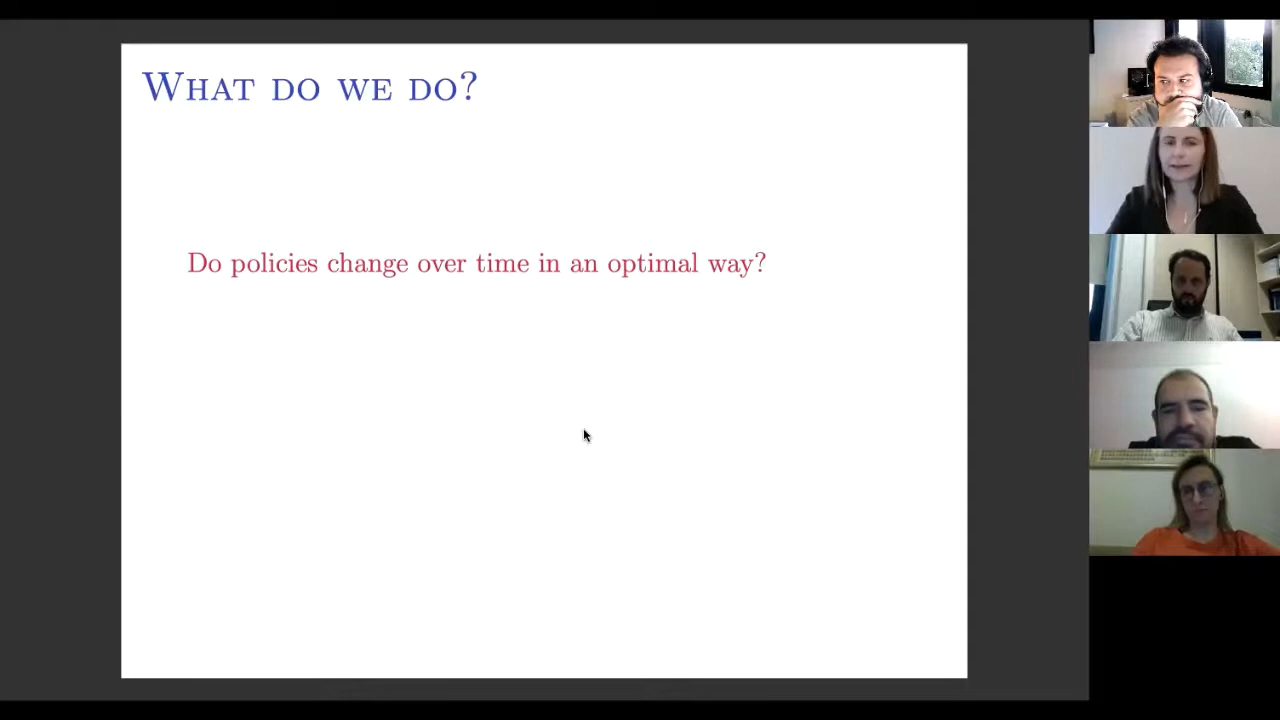 What do we do?
Do policies change over time in an optimal way?